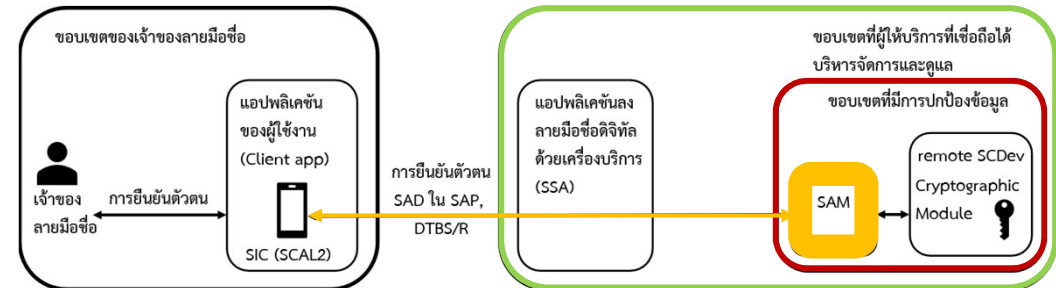 ขอบเขตของเจ้าของลายมือชื่อ
เจ้าของ
ลายมือชื่อ
การยืนยันตัวตน
แอปพลิเคชัน
ของผู้ใช้งาน
(Client app)
SIC (SCAL2)
การยืนยันตัวตน
SAD ใน SAP,
DTBS/R
ขอบเขตที่ผู้ให้บริการที่เชื่อถือได้
บริหารจัดการและดูแล
แอปพลิเคชันลง
ลายมือชื่อดิจิทัล
ด้วยเครื่องบริการ
(SSA)
ขอบเขตที่มีการปกป้องข้อมูล
SAM
remote SCDev
Cryptographic
Module